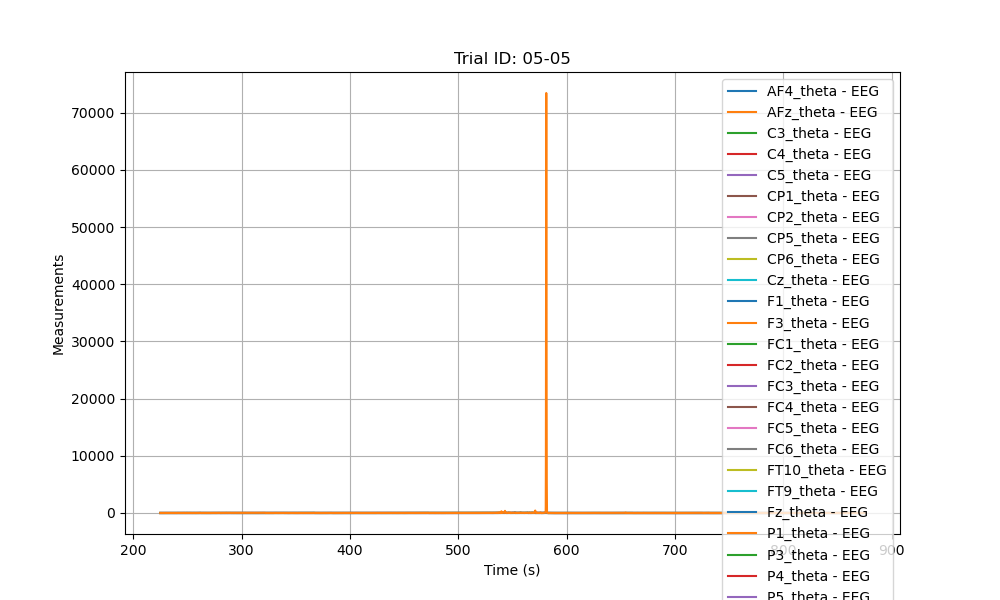 Trial ID: 05-05
Measurements
70000
60000
50000
40000
30000
20000
10000
0
200
300
400
500
600
700
800
900
Time (s)
AF4_theta - EEG
AFz_theta - EEG
C3_theta - EEG
C4_theta - EEG
C5_theta - EEG
CP1_theta - EEG
CP2_theta - EEG
CP5_theta - EEG
CP6_theta - EEG
Cz_theta - EEG
F1_theta - EEG
F3_theta - EEG
FC1_theta - EEG
FC2_theta - EEG
FC3_theta - EEG
FC4_theta - EEG
FC5_theta - EEG
FC6_theta - EEG
FT10_theta - EEG
FT9_theta - EEG
Fz_theta - EEG
P1_theta - EEG
P3_theta - EEG
P4_theta - EEG
P5_theta - EEG